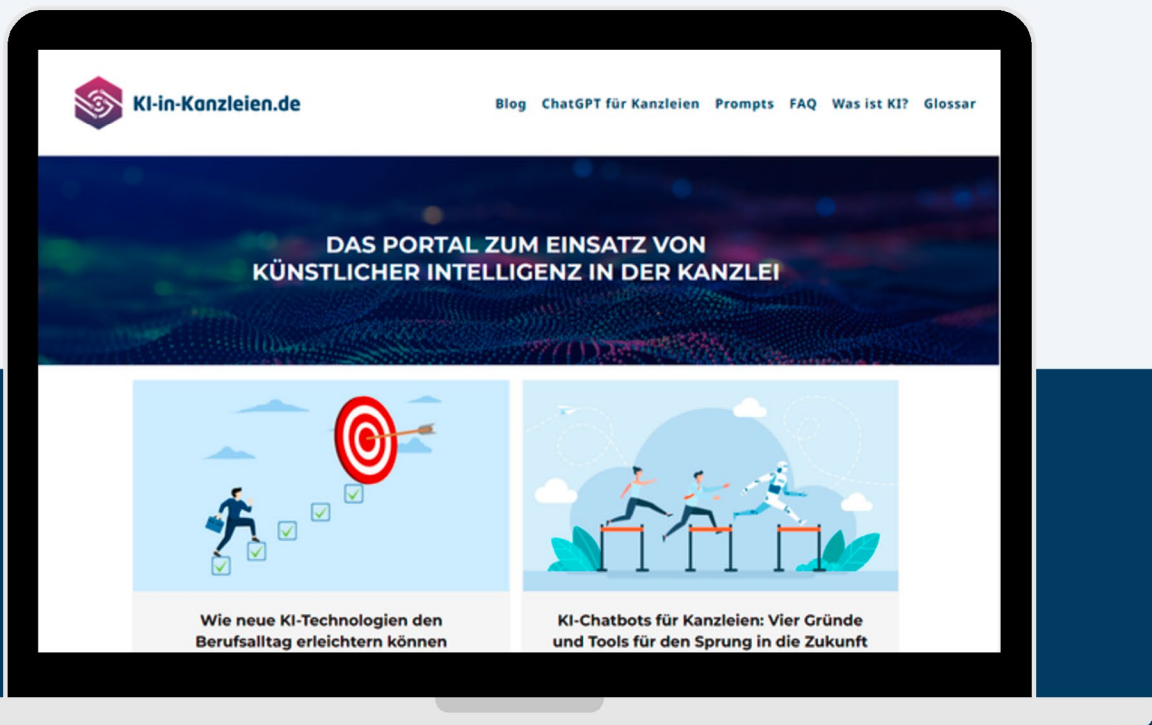 KI-in-Kanzleien.de
Blog ChatGPT für Kanzleien Prompts FAQ Was ist KI? Glossar
DAS PORTAL ZUM EINSATZ VON
KÜNSTLICHER INTELLIGENZ IN DER KANZLEI
Wie neue KI-Technologien den
Berufsalltag erleichtern können
KI-Chatbots für Kanzleien: Vier Gründe
und Tools für den Sprung in die Zukunft